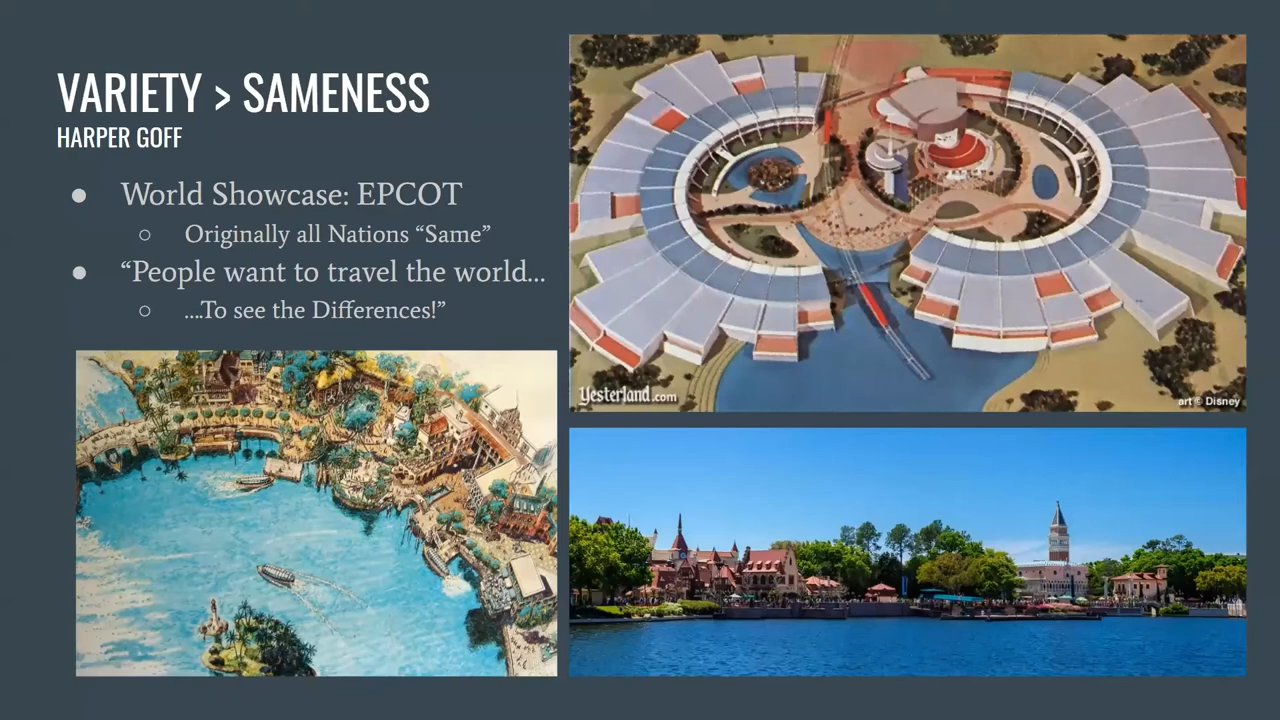 VARIETY > SAMENESS
HARPER GOFF
● World Showcase: EPCOT
○ Originally all Nations “Same”
● “People want to travel the world...
○ ....To see the Differences!”
Yesterland.com
art © Disney